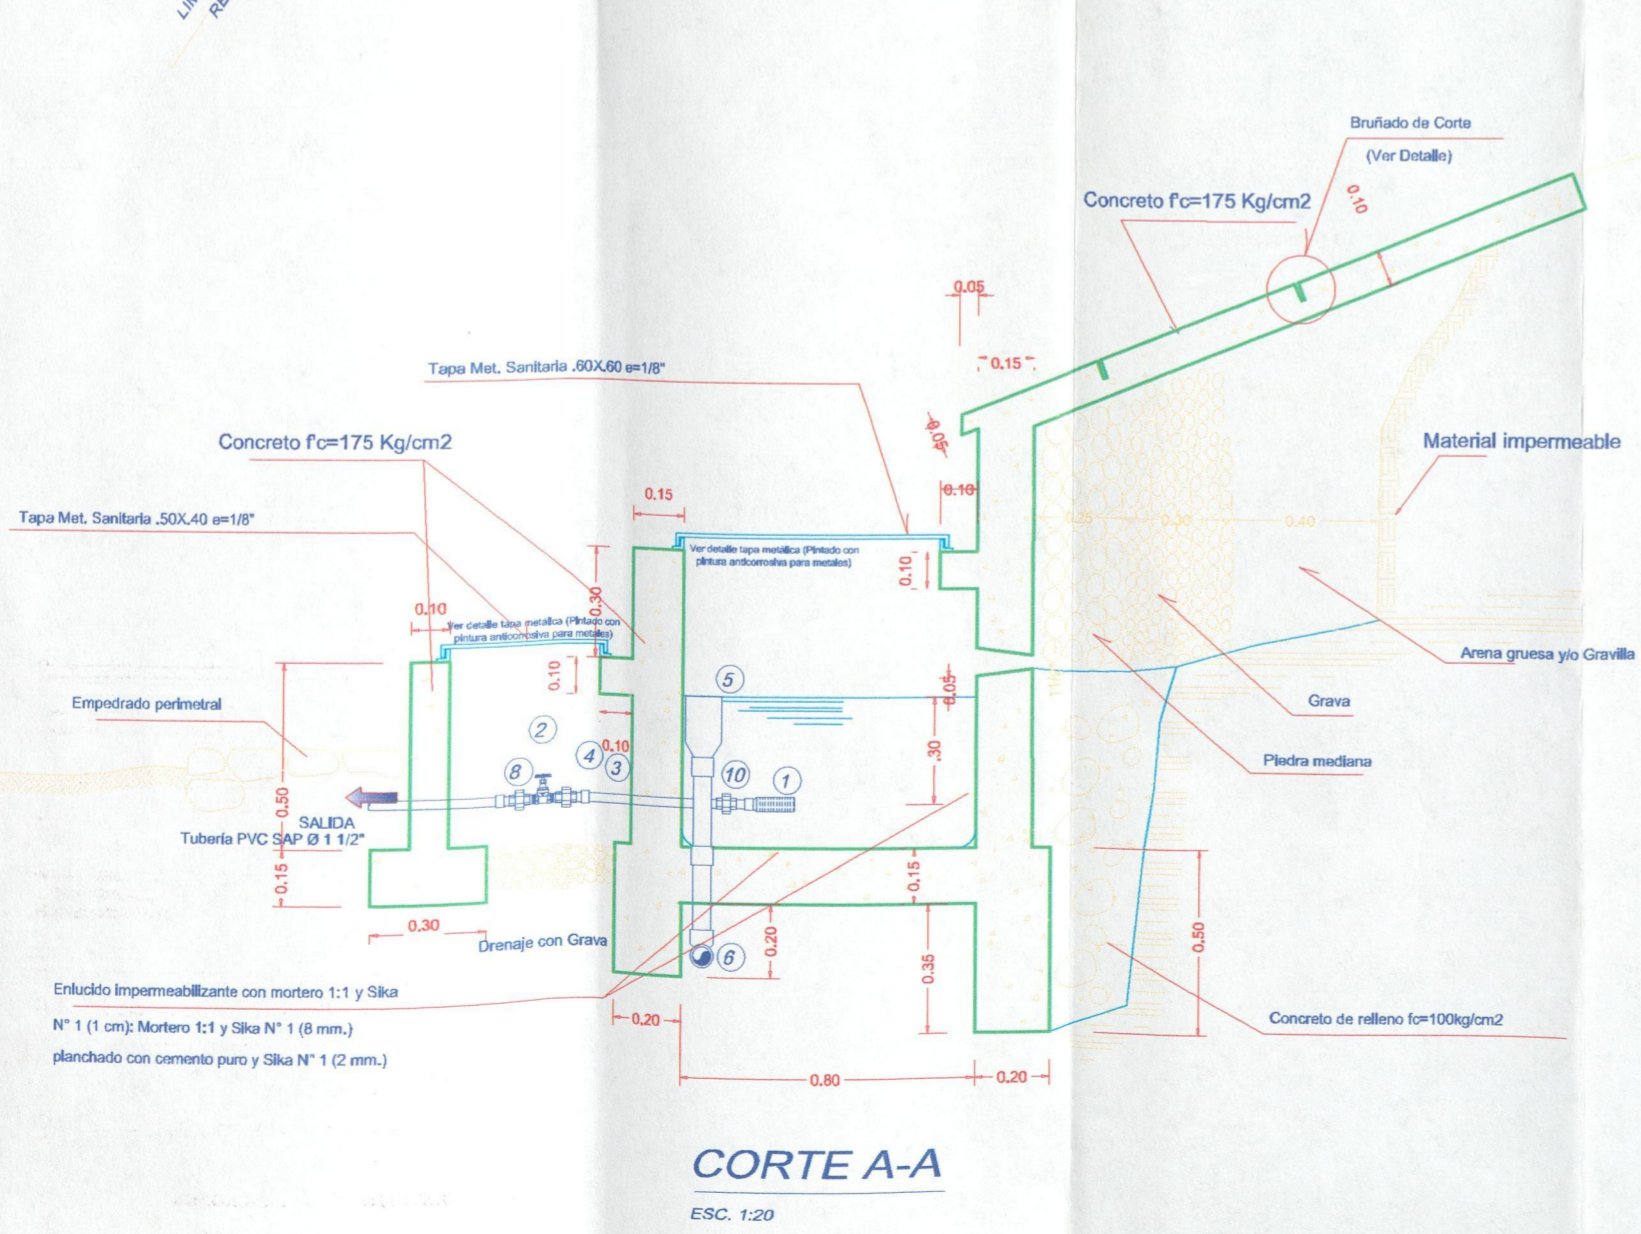 LIN
RE
Bruñado de Corte
(Ver Detalle)
Concreto f'c=175 Kg/cm2
0.10
0.05
0.15
Tapa Met. Sanitaria .60X.60 e=1/8"
0.05
Concreto f'c=175 Kg/cm2
Material impermeable
0.15
0.10
Tapa Met. Sanitaria .50X.40 e=1/8"
0.25
0.30
0.40
Ver detalle tapa metálica (Pintado con
pintura anticorrosiva para metales)
0.10
0.30
0.10
Ver detalle tapa metálica (Pintado con
pintura anticorrosiva para metales)
Arena gruesa y/o Gravilla
0.10
5
0.05
Grava
Empedrado perimetral
2
0.10
4
3
.30
Piedra mediana
8
10
1
0.50
SALIDA
Tubería PVC SAP Ø 1 1/2"
0.15
0.15
0.30
Drenaje con Grava
0.20
6
0.35
0.50
Enlucido impermeabilizante con mortero 1:1 y Sika
N° 1 (1 cm): Mortero 1:1 y Sika N° 1 (8 mm.)
planchado con cemento puro y Sika N° 1 (2 mm.)
0.20
Concreto de relleno fc=100kg/cm2
0.80
0.20
CORTE A-A
ESC. 1:20